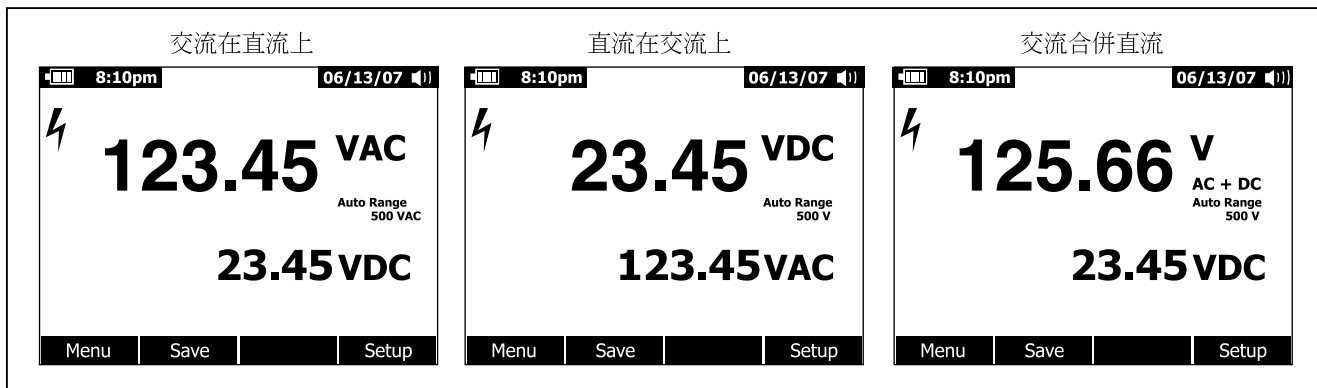 交流在直流上
8:10pm 06/13/07
123.45 VAC
Auto Range
500 VAC
23.45 VDC
Menu Save Setup
直流在交流上
8:10pm 06/13/07
23.45 VDC
Auto Range
500 V
123.45 VAC
Menu Save Setup
交流合併直流
8:10pm 06/13/07
125.66 V
AC + DC
Auto Range
500 V
23.45 VDC
Menu Save Setup